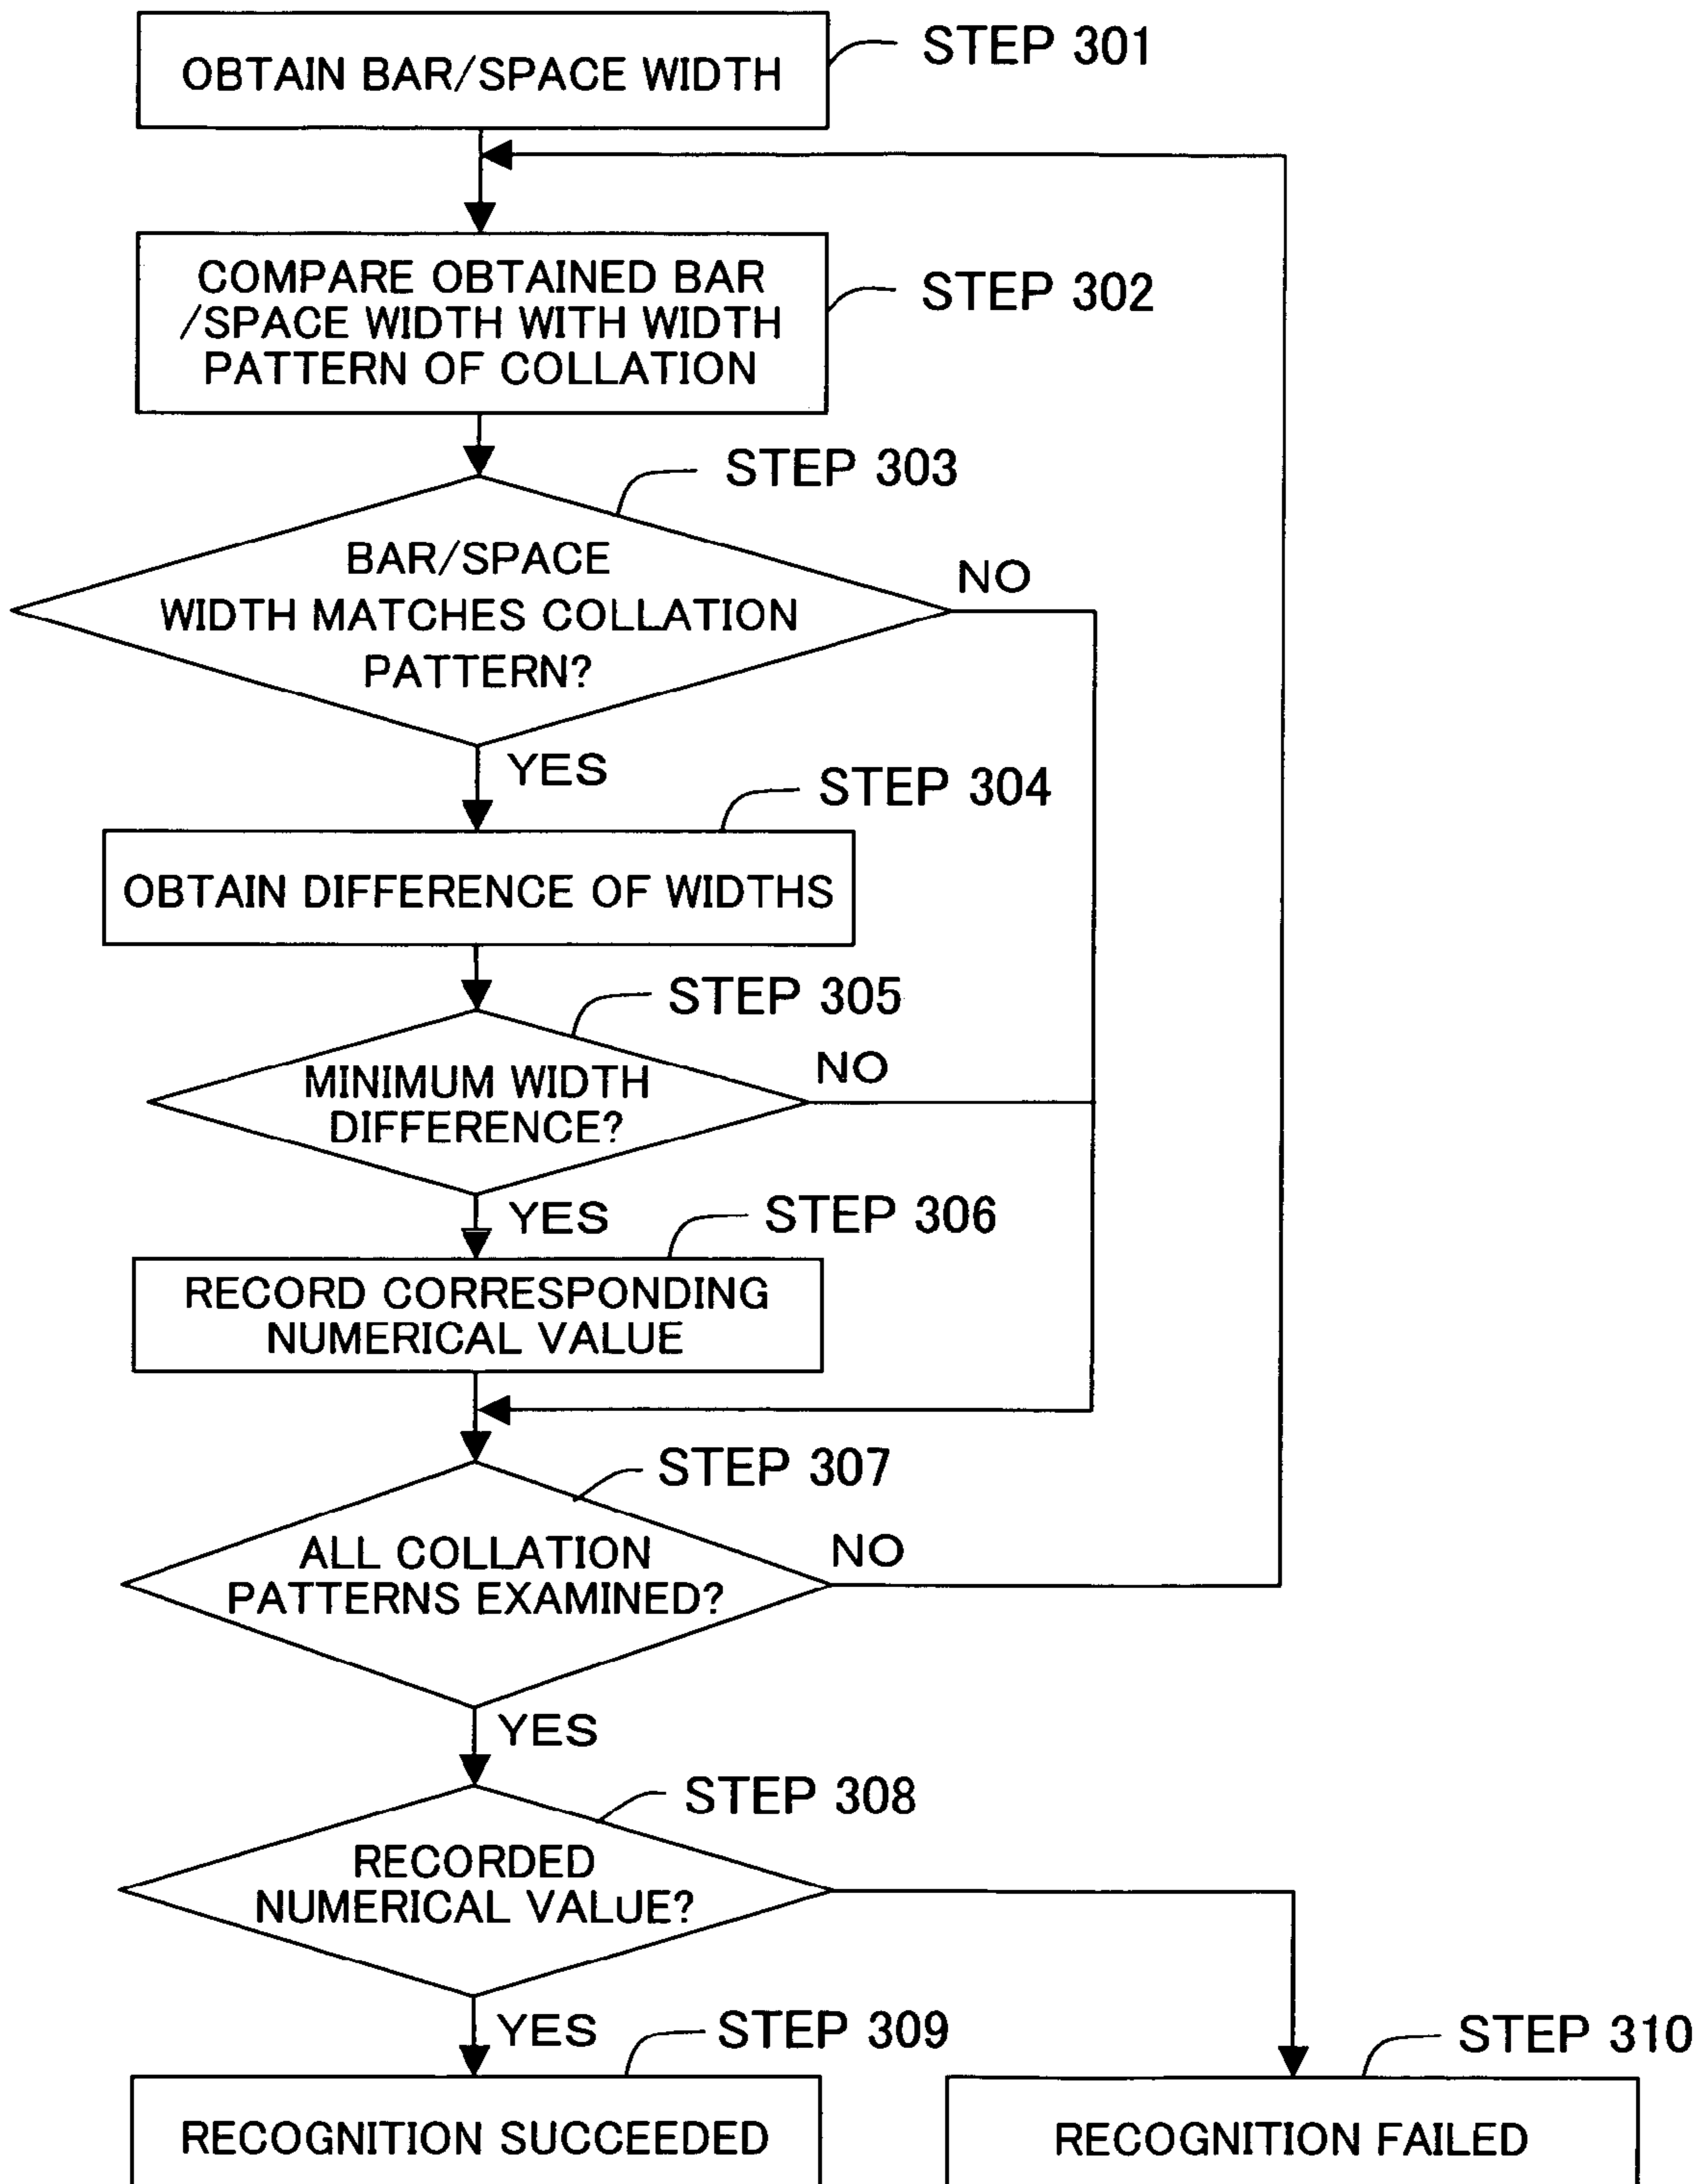 OBTAIN BAR/SPACE WIDTH
STEP 301
COMPARE OBTAINED BAR
/SPACE WIDTH WITH WIDTH
PATTERN OF COLLATION
STEP 302
STEP 303
BAR/SPACE
WIDTH MATCHES COLLATION
PATTERN?
NO
YES
STEP 304
OBTAIN DIFFERENCE OF WIDTHS
STEP 305
MINIMUM WIDTH
DIFFERENCE?
NO
YES
STEP 306
RECORD CORRESPONDING
NUMERICAL VALUE
STEP 307
ALL COLLATION
PATTERNS EXAMINED?
NO
YES
STEP 308
RECORDED
NUMERICAL VALUE?
YES
STEP 309
STEP 310
RECOGNITION SUCCEEDED
RECOGNITION FAILED